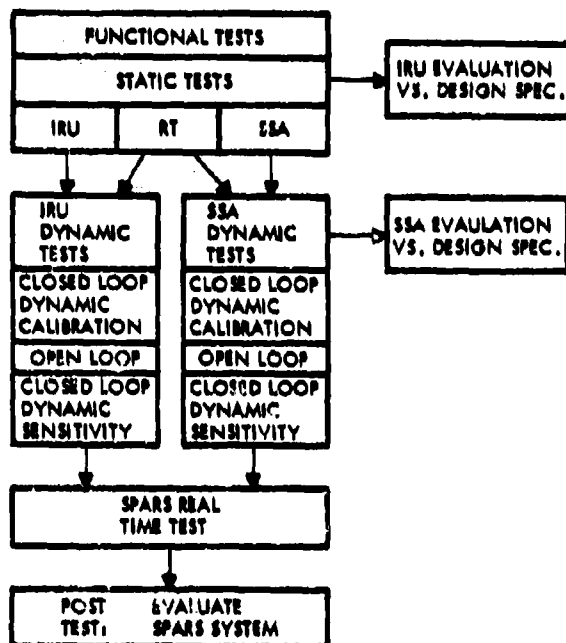 FUNCTIONAL TESTS
STATIC TESTS
IRU RT SSA
IRU EVALUATION
VS. DESIGN SPEC.
IRU
DYNAMIC
TESTS
CLOSED LOOP
DYNAMIC
CALIBRATION
OPEN LOOP
CLOSED LOOP
DYNAMIC
SENSITIVITY
SSA
DYNAMIC
TESTS
CLOSED LOOP
DYNAMIC
CALIBRATION
OPEN LOOP
CLOSED LOOP
DYNAMIC
SENSITIVITY
SSA EVAULATION
VS. DESIGN SPEC.
SPARS REAL
TIME TEST
POST EVALUATE
TEST: SPARS SYSTEM